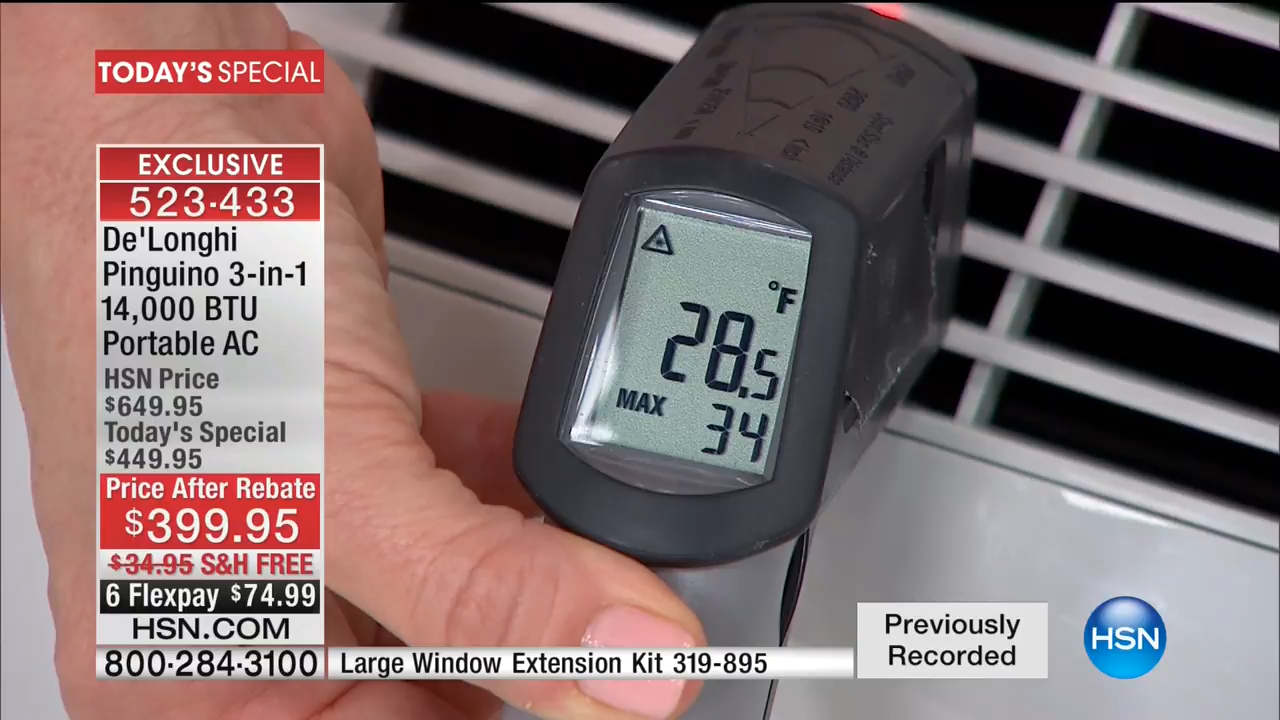 TODAY'S SPECIAL
EXCLUSIVE
523·433
De'Longhi
Pinguino 3-in-1
14,000 BTU
Portable AC
HSN Price
$649.95
Today's Special
$449.95
Price After Rebate
$399.95
$34.95 S&H FREE
6 Flexpay $74.99
HSN.COM
800·284·3100
Large Window Extension Kit 319-895
°F
28.5
MAX 34
Previously
Recorded
HSN